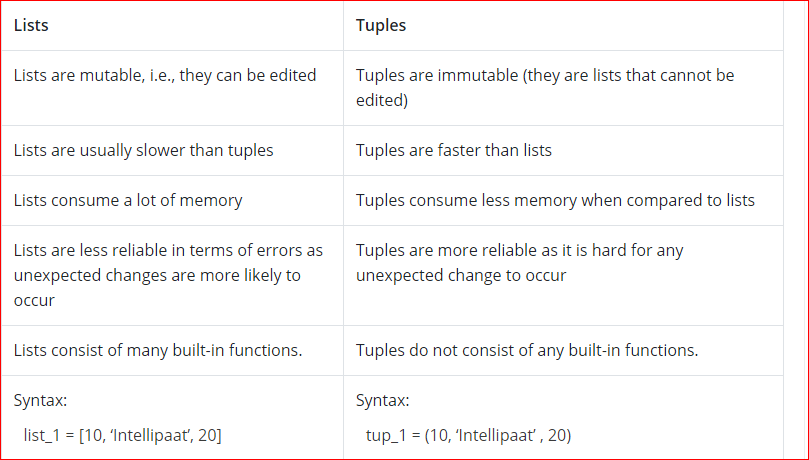 Lists
Tuples
Lists are mutable, i.e., they can be edited
Tuples are immutable (they are lists that cannot be
edited)
Lists are usually slower than tuples
Tuples are faster than lists
Lists consume a lot of memory
Tuples consume less memory when compared to lists
Lists are less reliable in terms of errors as
unexpected changes are more likely to
occur
Tuples are more reliable as it is hard for any
unexpected change to occur
Lists consist of many built-in functions.
Tuples do not consist of any built-in functions.
Syntax:
list_1 = [10, ‘Intellipaat’, 20]
Syntax:
tup_1 = (10, ‘Intellipaat’ , 20)